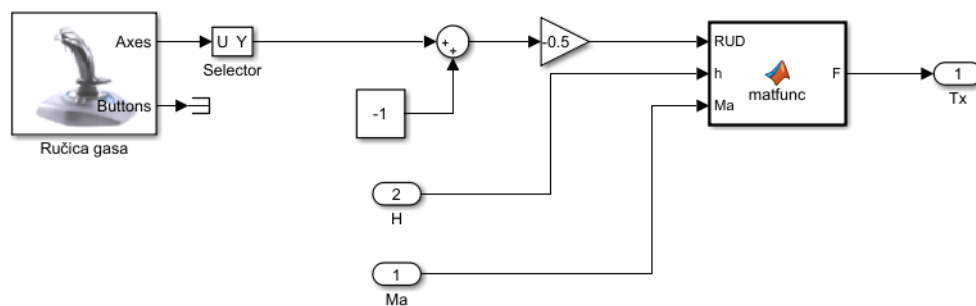 Axes
Buttons
Ručica gasa
U Y
Selector
+
+
-1
-0.5
2
H
1
Ma
RUD
h
Ma
matfunc
F
1
Tx